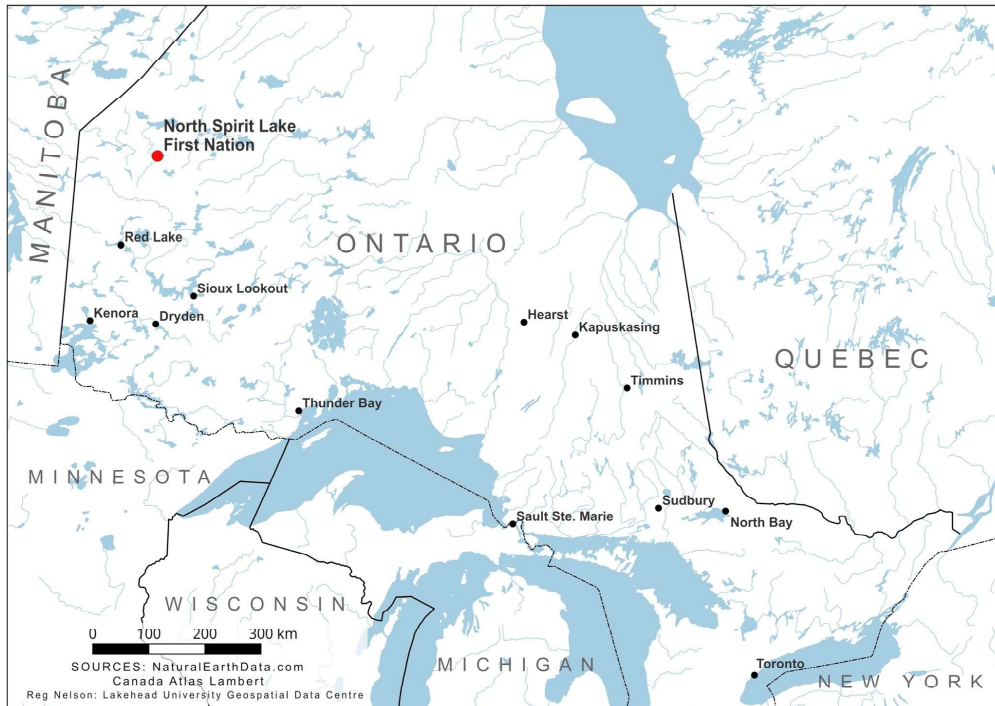 MANITOBA
North Spirit Lake
First Nation
Red Lake
ONTARIO
Sioux Lookout
Kenora
Dryden
Hearst
Kapuskasing
QUEBEC
Timmins
Thunder Bay
MINNESOTA
Sudbury
North Bay
Sault Ste. Marie
WISCONSIN
0 100 200 300 km
MICHIGAN
Toronto
NEW YORK
SOURCES: NaturalEarthData.com
Canada Atlas Lambert
Reg Nelson: Lakehead University Geospatial Data Centre